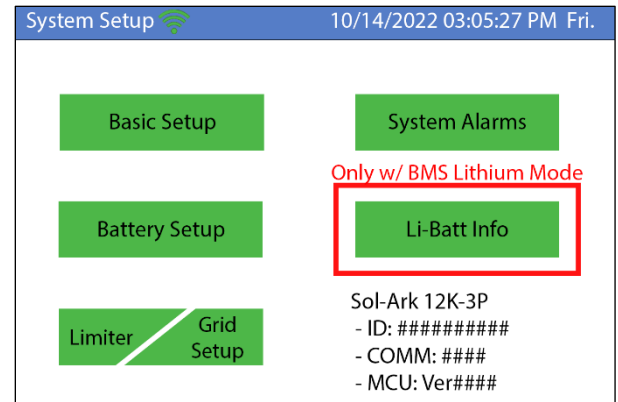 System Setup 10/14/2022 03:05:27 PM Fri.
Basic Setup
System Alarms
Only w/ BMS Lithium Mode
Battery Setup
Li-Batt Info
Limiter
Grid
Setup
Sol-Ark 12K-3P
- ID: ##########
- COMM: ####
- MCU: Ver####